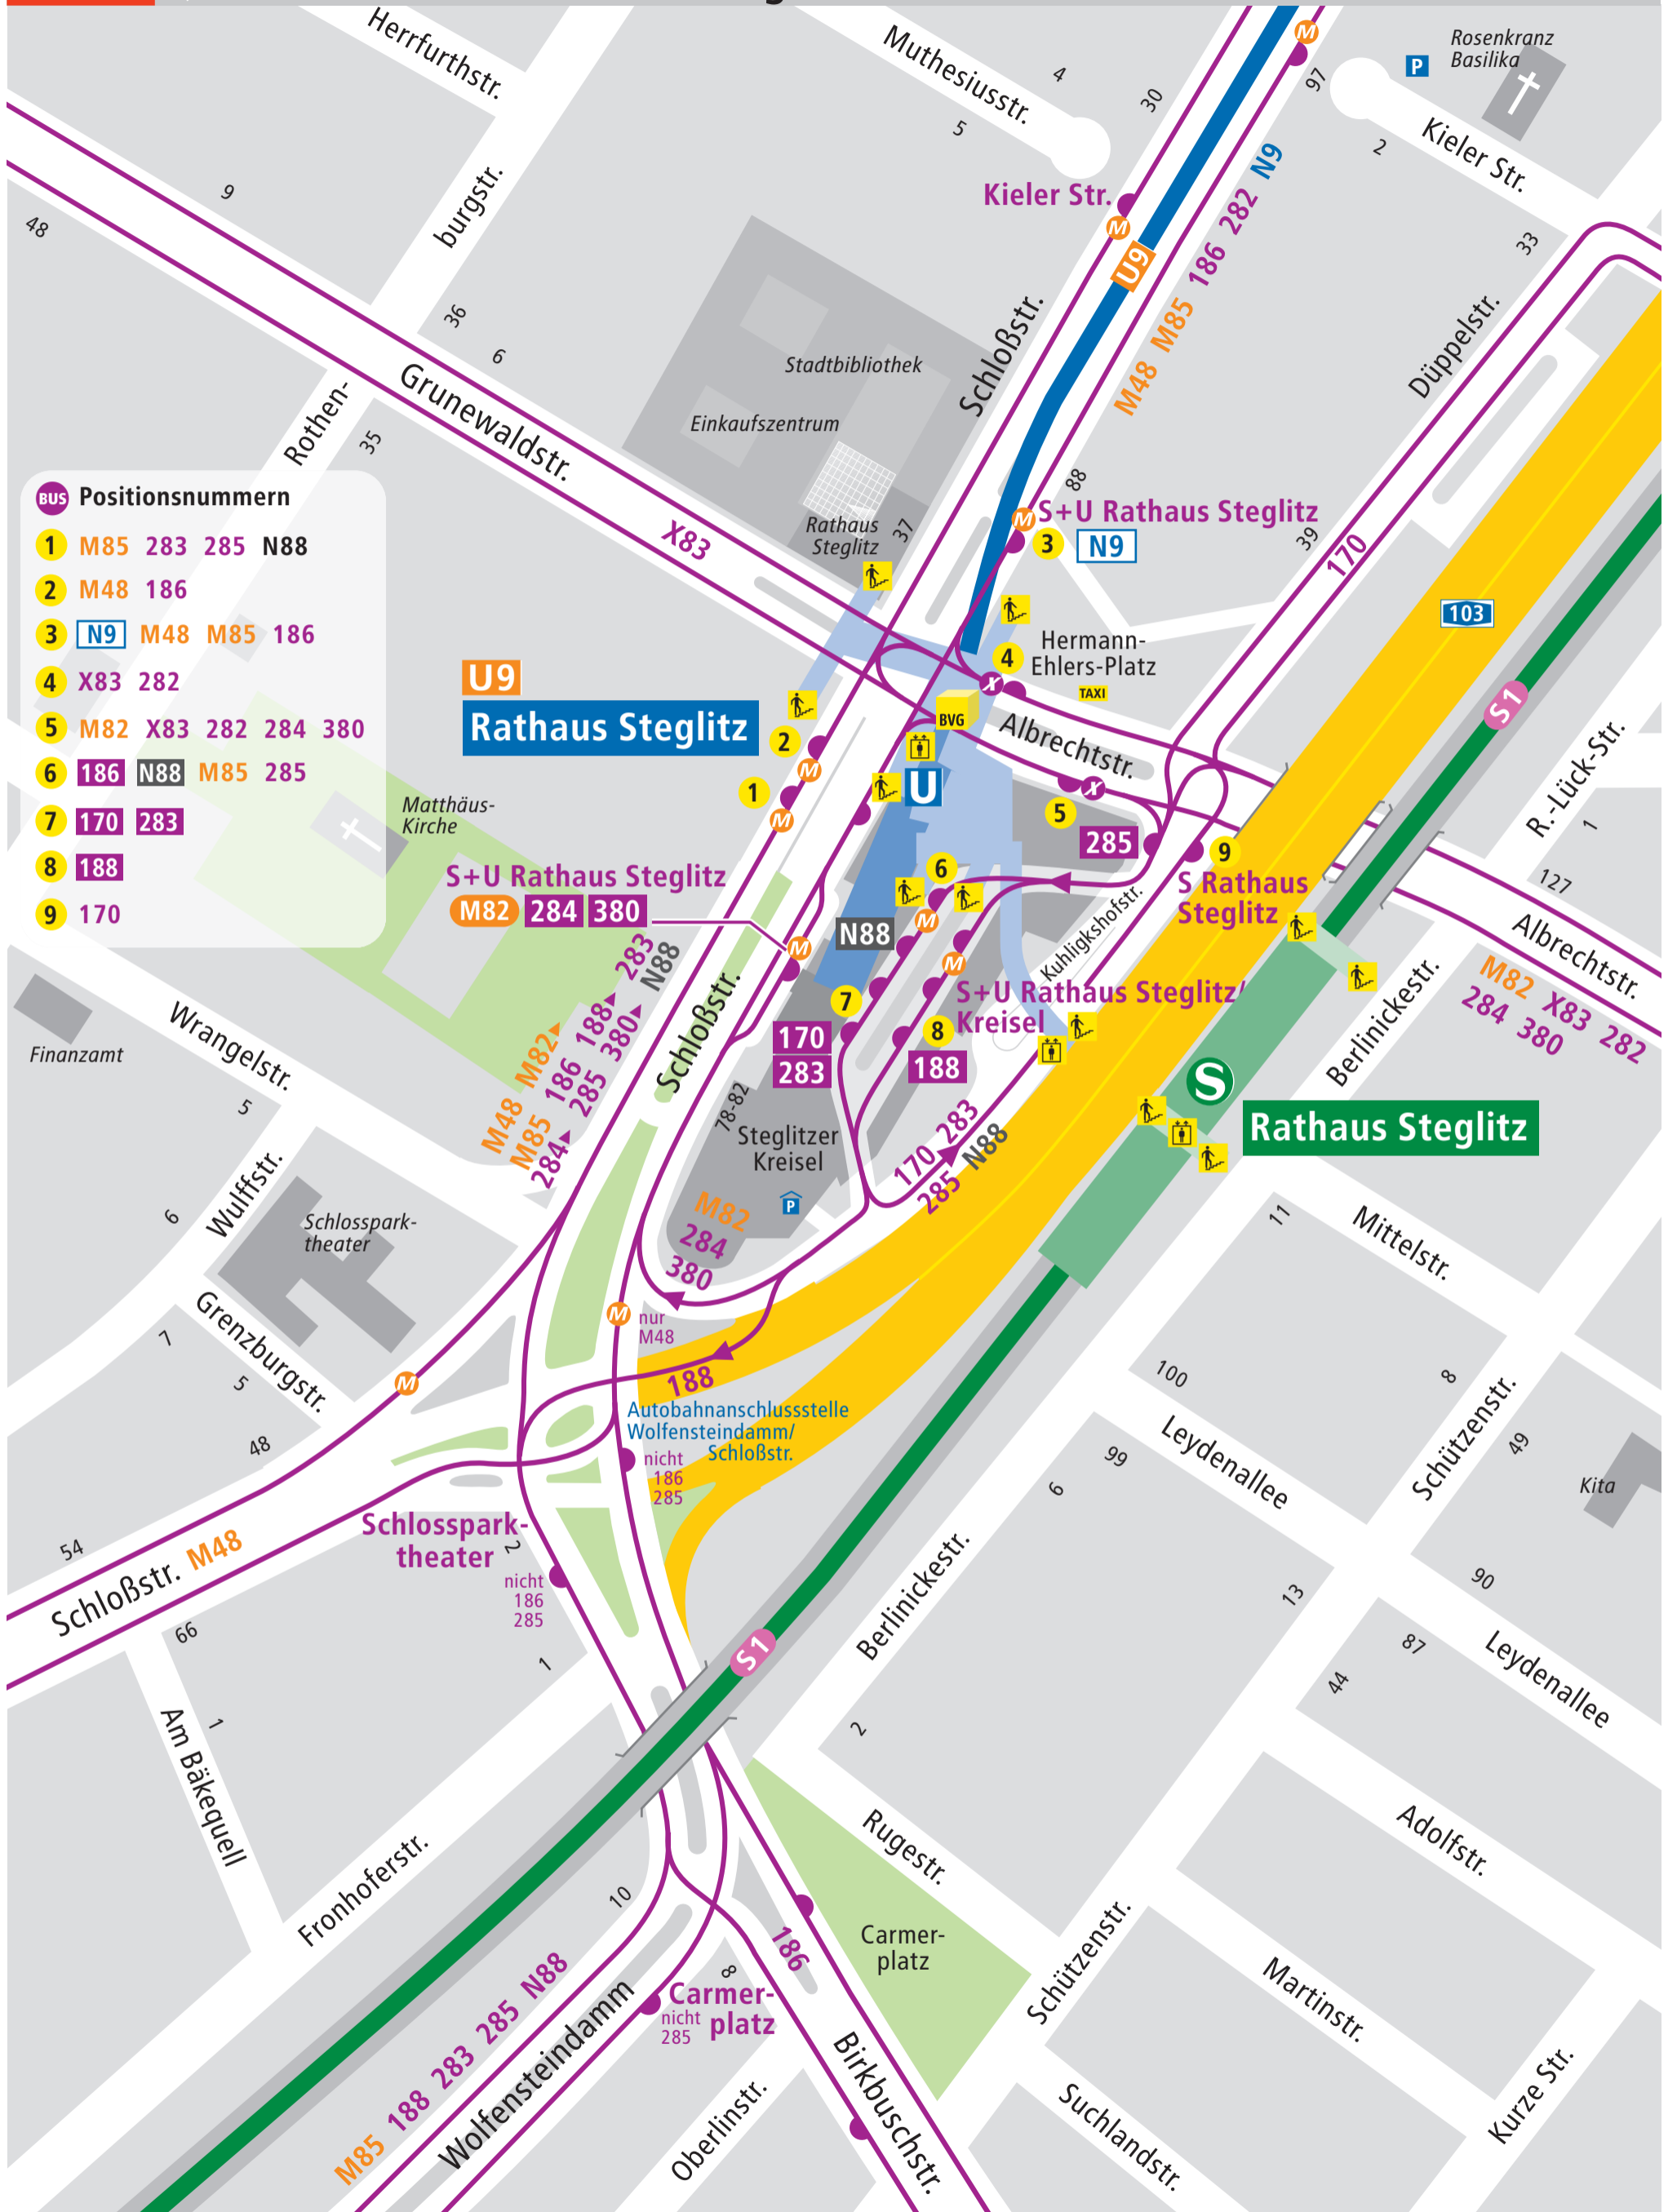 Herrfurthstr.
Muthesiusstr.
4
5
30
M
97
P
Rosenkranz
Basilika
Kieler Str.
2
9
48
burgstr.
36
6
Kieler Str.
M
U9
M48 M85 186 282 N9
33
Düppelstr.
Stadtbibliothek
Einkaufszentrum
Schloßstr.
Grunewaldstr.
Rothen-
35
X83
Rathaus
Steglitz
37
88
M
S+U Rathaus Steglitz
3
N9
39
170
103
BUS Positionsnummern
1 M85 283 285 N88
2 M48 186
3 N9 M48 M85 186
4 X83 282
5 M82 X83 282 284 380
6 186 N88 M85 285
7 170 283
8 188
9 170
U9
Rathaus Steglitz
4
Hermann-
Ehlers-Platz
X
TAXI
BVG
Albrechtstr.
S 1
2
M
1
M
U
X
5
285
9
S Rathaus
Steglitz
R.-Lück-Str.
1
127
Albrechtstr.
M82 X83 282
284 380
Matthäus-
Kirche
S+U Rathaus Steglitz
M82 284 380
M
6
M
N88
M
Kuhligkshofstr.
7
S+U Rathaus Steglitz/
Kreisel
8
170
283
188
283
N88
M48 M82 186 188
M85 285 380
284
Schloßstr.
78-82
Steglitzer
Kreisel
P
M82
284
380
170 283
285 N88
S
Rathaus Steglitz
Berlinickestr.
Finanzamt
Wrangelstr.
5
Wulffstr.
6
Schlosspark-
theater
Grenzburgstr.
7
5
48
M
M
nur
M48
188
Autobahnanschlussstelle
Wolfensteindamm/
Schloßstr.
nicht
186
285
11
Mittelstr.
100
8
Leydenallee
99
6
Schützenstr.
49
Kita
54
Schloßstr. M48
66
Schlosspark-
theater
2
nicht
186
285
1
S 1
Berlinickestr.
13
90
87
44
Leydenallee
Am Bäkequell
1
Fronhoferstr.
2
Rugestr.
Adolfstr.
10
186
Carmer-
platz
Schützenstr.
Martinstr.
8
Carmer-
platz
nicht
285
M85 188 283 285 N88
Wolfensteindamm
Oberlinstr.
Birkbuschstr.
Suchlandstr.
Kurze Str.